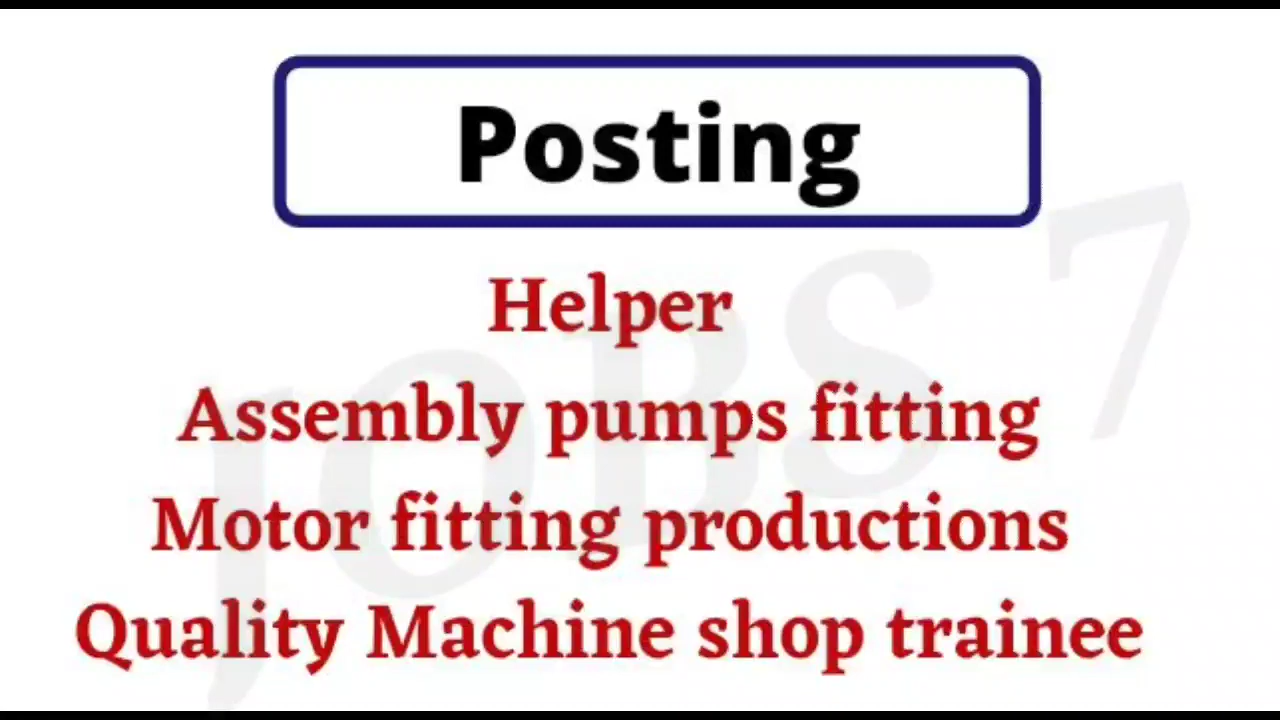 Posting
Helper
Assembly pumps fitting
Motor fitting productions
Quality Machine shop trainee
JOBS 7